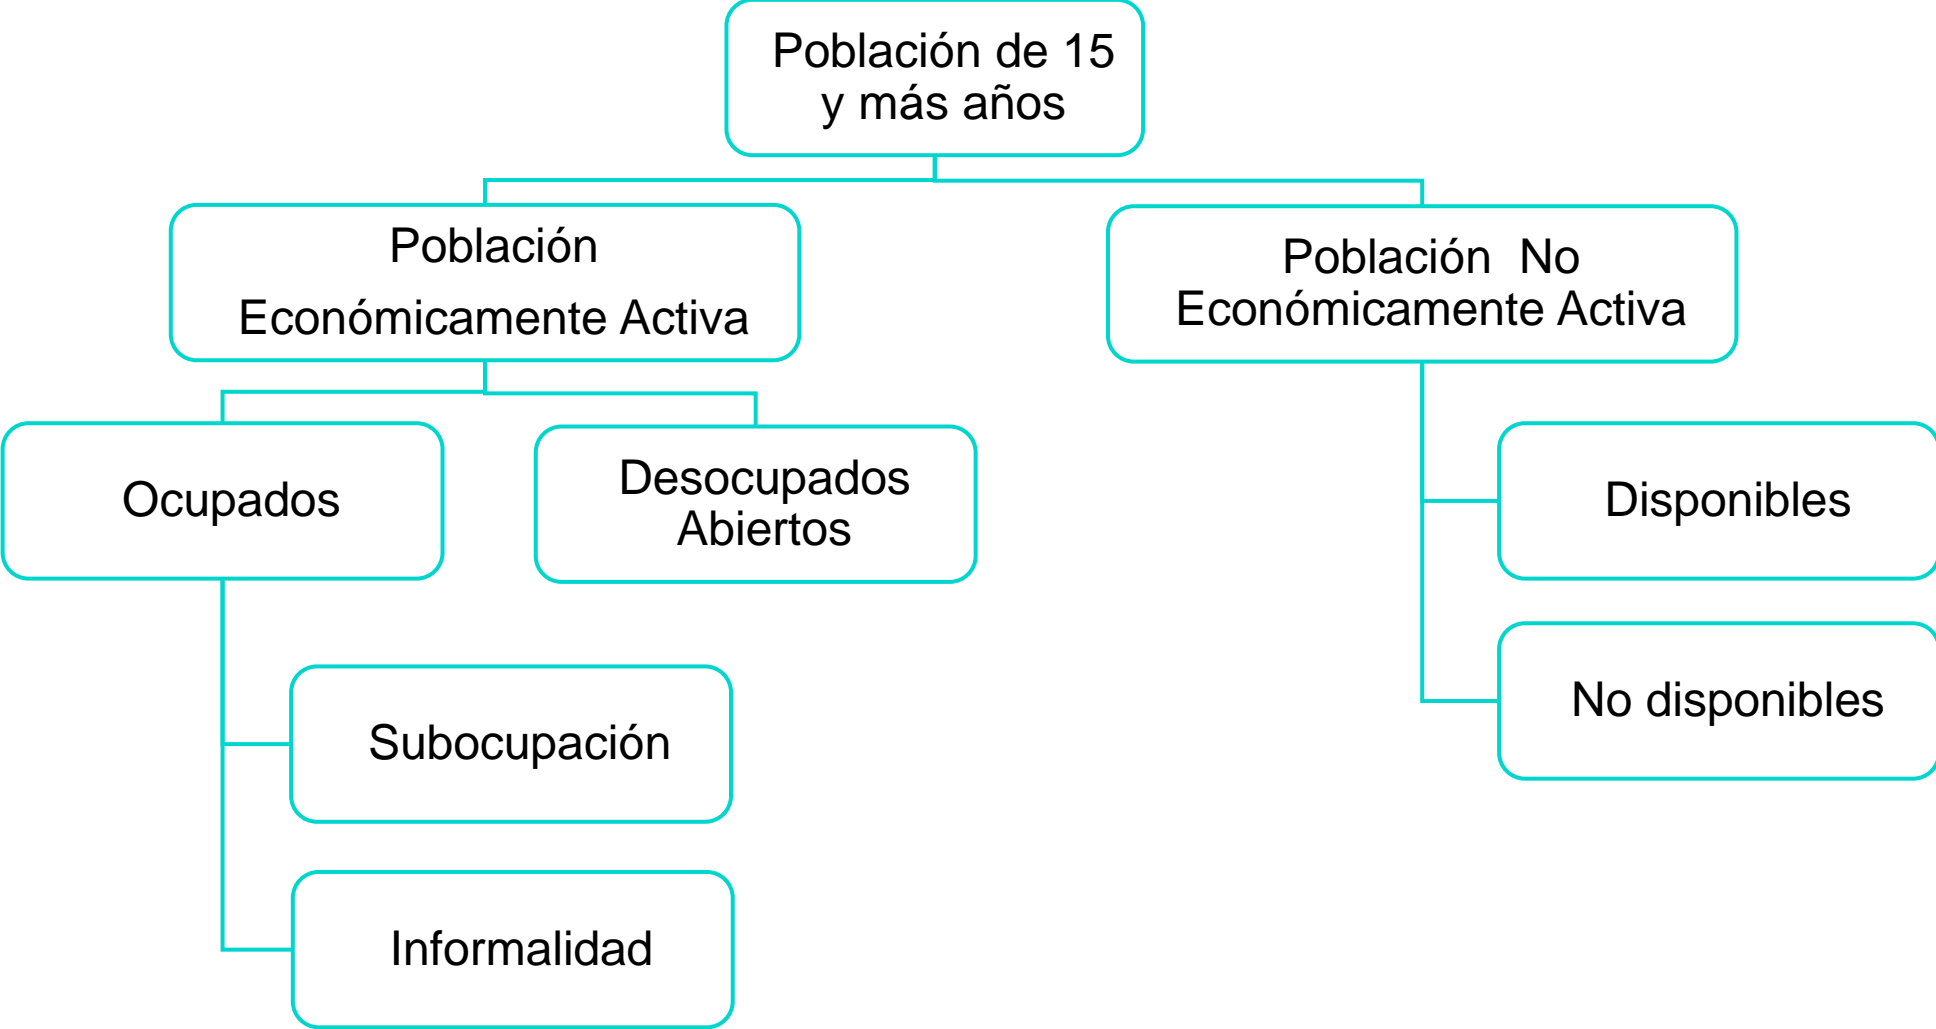 Población de 15
y más años
Población
Económicamente Activa
Población  No
Económicamente Activa
Ocupados
Desocupados
Abiertos
Disponibles
No disponibles
Subocupación
Informalidad